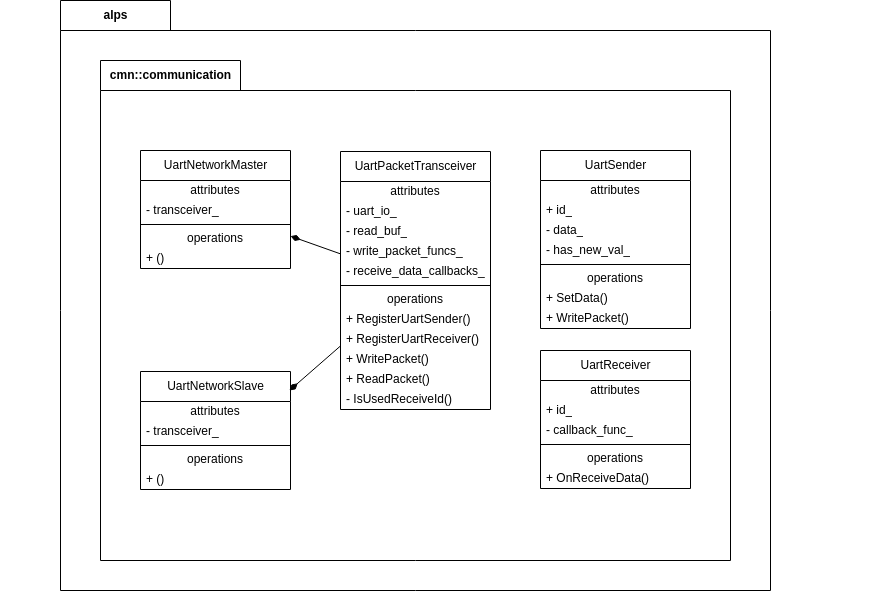 alps
cmn::communication
UartNetworkMaster
attributes
- transceiver_
operations
+ ()
UartPacketTransceiver
attributes
- uart_io_
- read_buf_
- write_packet_funcs_
- receive_data_callbacks_
operations
+ RegisterUartSender()
+ RegisterUartReceiver()
+ WritePacket()
+ ReadPacket()
- IsUsedReceiveId()
UartSender
attributes
+ id_
- data_
- has_new_val_
operations
+ SetData()
+ WritePacket()
UartNetworkSlave
attributes
- transceiver_
operations
+ ()
UartReceiver
attributes
+ id_
- callback_func_
operations
+ OnReceiveData()